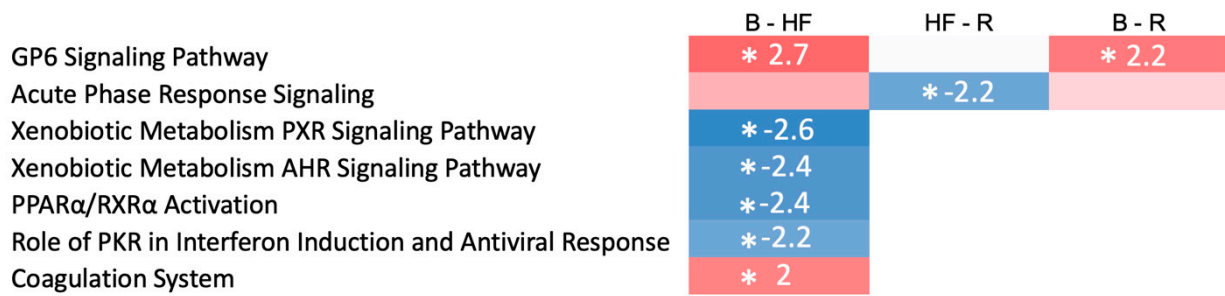 B - HF HF - R B - R
GP6 Signaling Pathway * 2.7 * 2.2
Acute Phase Response Signaling *-2.2
Xenobiotic Metabolism PXR Signaling Pathway *-2.6
Xenobiotic Metabolism AHR Signaling Pathway *-2.4
PPARα/RXRα Activation *-2.4
Role of PKR in Interferon Induction and Antiviral Response *-2.2
Coagulation System * 2